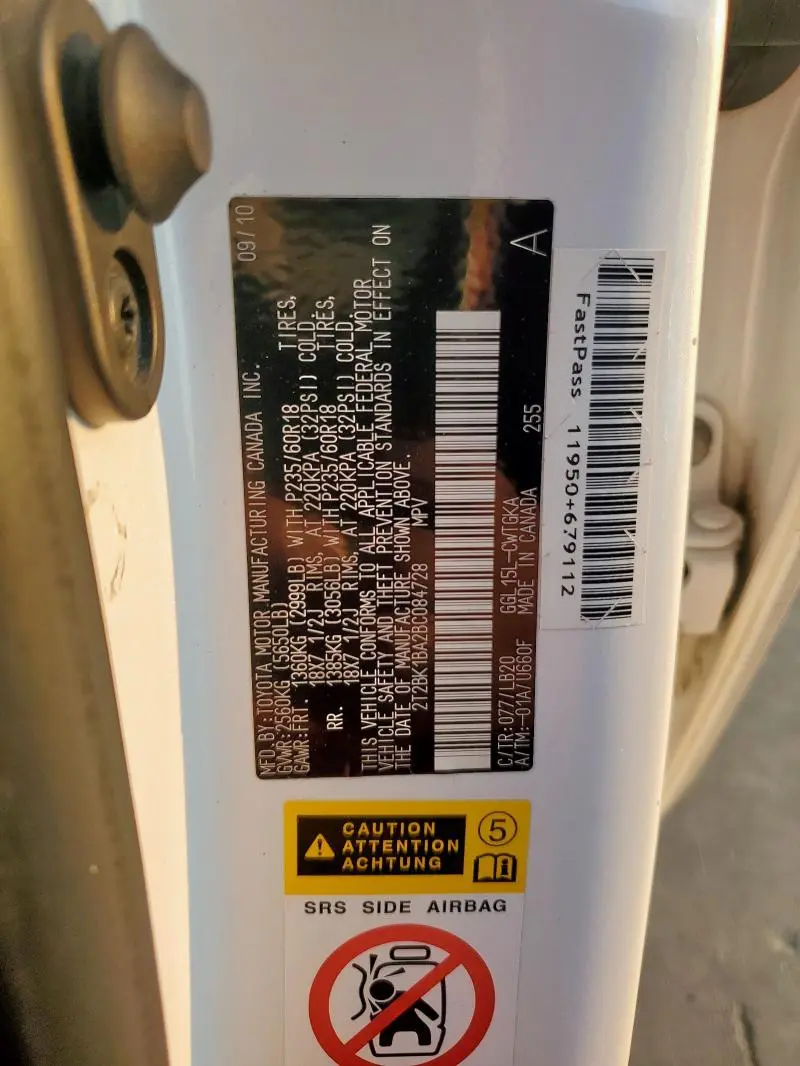 MFD.BY:TOYOTA MOTOR MANUFACTURING CANADA INC. 09/10
GVWR:2560KG (5650LB)
GAWR:FRT. 1360KG (2999LB) WITH P235/60R18 TIRES,
18X7 1/2J RIMS, AT 220KPA (32PSI) COLD
RR. 1385KG (3058LB) WITH P235/60R18 TIRES,
18X7 1/2J RIMS, AT 220KPA (32PSI) COLD.
THIS VEHICLE CONFORMS TO ALL APPLICABLE FEDERAL MOTOR
VEHICLE SAFETY AND THEFT PREVENTION STANDARDS IN EFFECT ON
THE DATE OF MANUFACTURE SHOWN ABOVE.
2T2BK1BA2BC084728 MPV
C/TR:077/LB20 GGL15L-CWTGKA 255 A
A/TM:-01A/U660F MADE IN CANADA
FastPass 11950+679112
CAUTION
ATTENTION
ACHTUNG
5
SRS SIDE AIRBAG